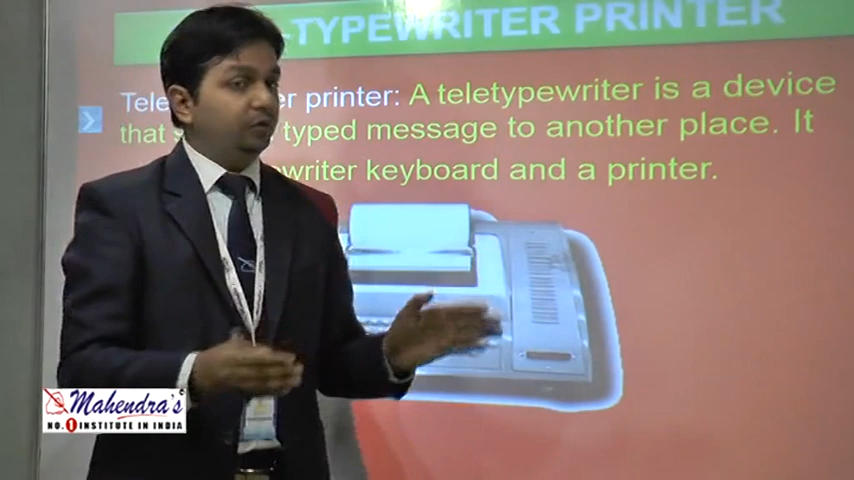 -TYPEWRITER PRINTER
Tele er printer: A teletypewriter is a device
that s typed message to another place. It
writer keyboard and a printer.
Mahendra's
NO. 1 INSTITUTE IN INDIA